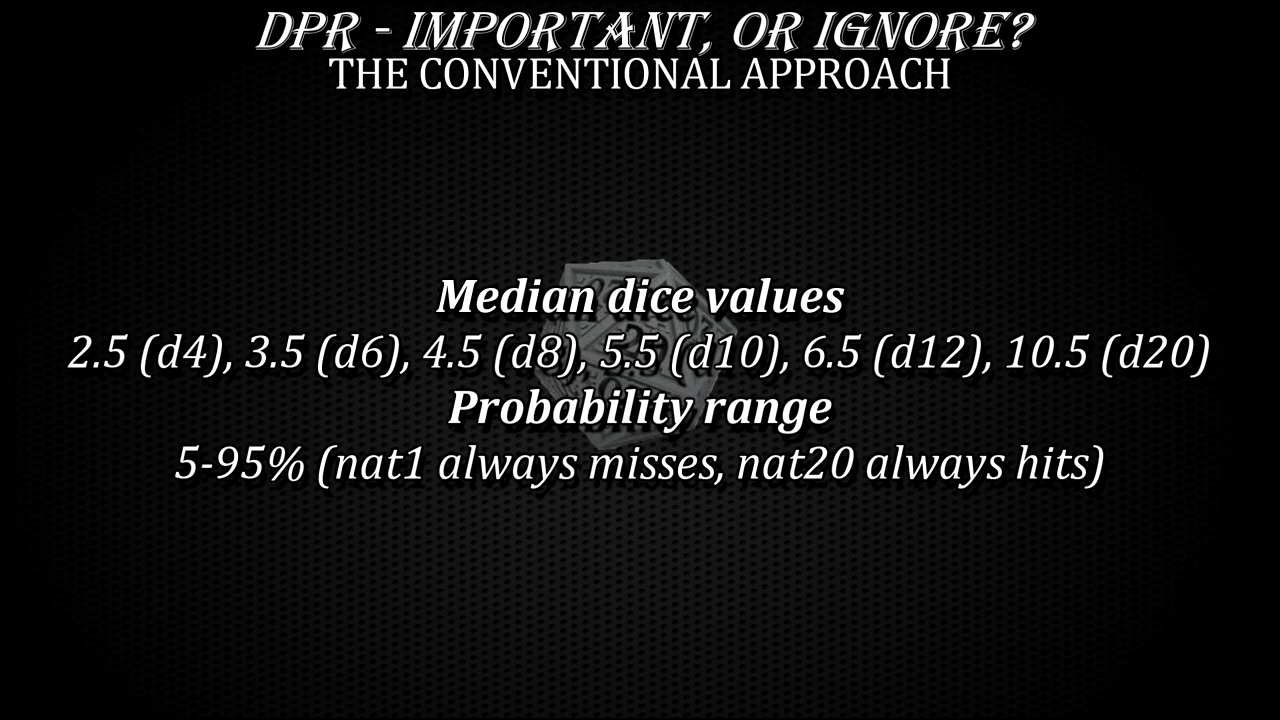 DPR - IMPORTANT, OR IGNORE?
THE CONVENTIONAL APPROACH
Median dice values
2.5 (d4), 3.5 (d6), 4.5 (d8), 5.5 (d10), 6.5 (d12), 10.5 (d20)
Probability range
5-95% (nat1 always misses, nat20 always hits)